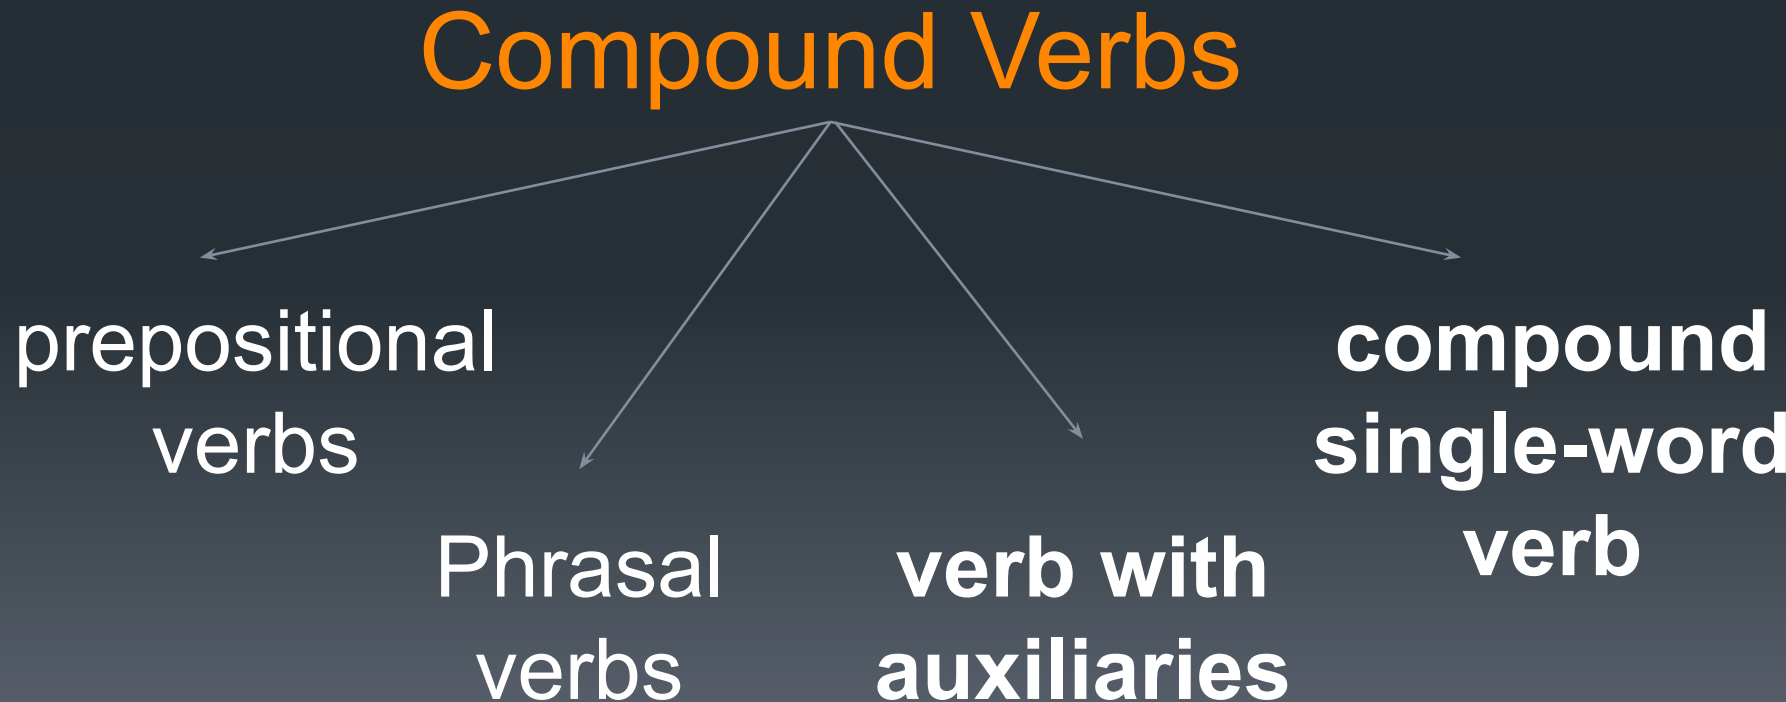 Compound Verbs
prepositional
verbs
Phrasal
verbs
verb with
auxiliaries
compound
single-word
verb